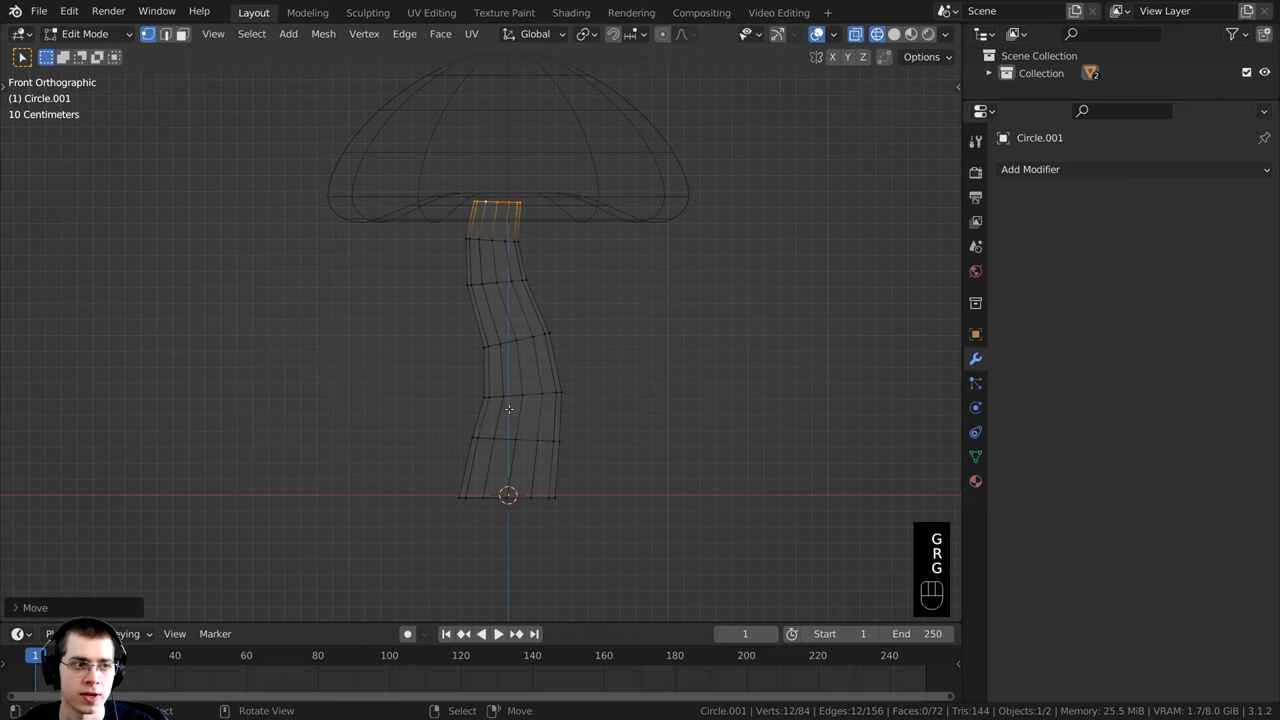 File Edit Render Window Help Layout Modeling Sculpting UV Editing Texture Paint Shading Rendering Compositing Video Editing + Scene View Layer
Edit Mode View Select Add Mesh Vertex Edge Face UV Global
X Y Z Options
Front Orthographic
(1) Circle.001
10 Centimeters
Scene Collection
Collection 2
Circle.001
Add Modifier
G
R
G
Move
View Marker 1 Start 1 End 250
1 40 60 80 100 120 140 160 180 200 220 240
Rotate View Select Move Circle.001 | Verts:12/84 | Edges:12/156 | Faces:0/72 | Tris:144 | Objects:1/2 | Memory: 25.5 MiB | VRAM: 1.7/8.0 GiB | 3.1.2